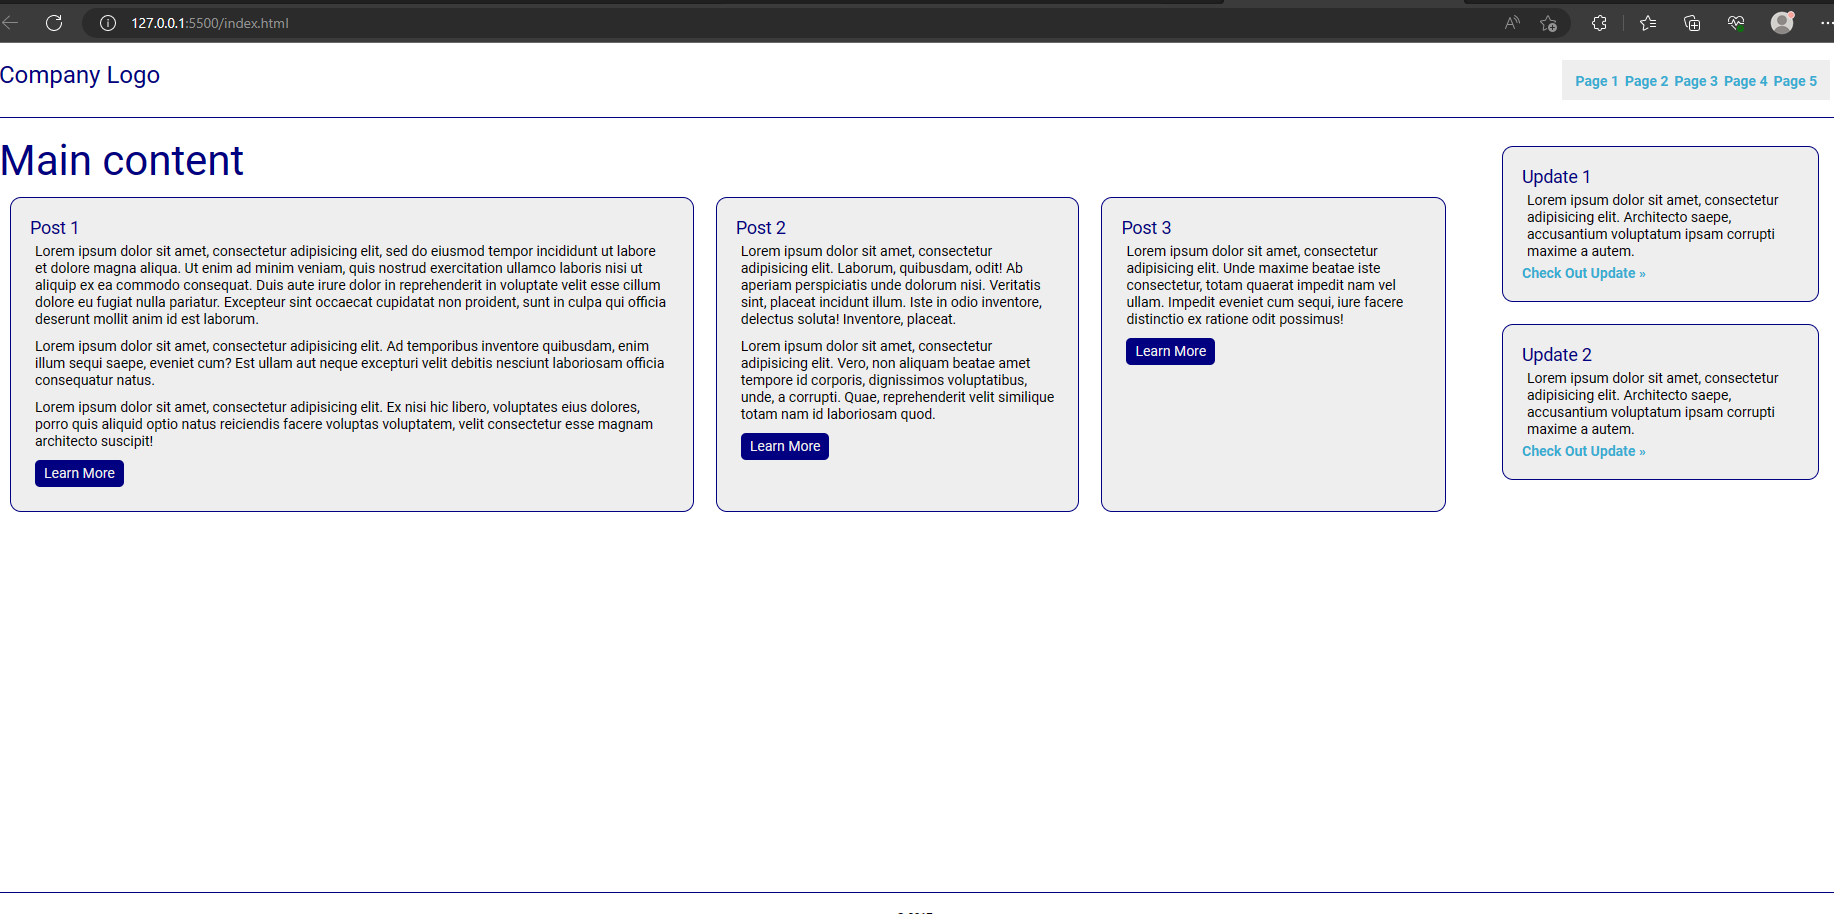 127.0.0.1:5500/index.html
Company Logo
Page 1 Page 2 Page 3 Page 4 Page 5
Main content
Post 1
Lorem ipsum dolor sit amet, consectetur adipisicing elit, sed do eiusmod tempor incididunt ut labore
et dolore magna aliqua. Ut enim ad minim veniam, quis nostrud exercitation ullamco laboris nisi ut
aliquip ex ea commodo consequat. Duis aute irure dolor in reprehenderit in voluptate velit esse cillum
dolore eu fugiat nulla pariatur. Excepteur sint occaecat cupidatat non proident, sunt in culpa qui officia
deserunt mollit anim id est laborum.
Lorem ipsum dolor sit amet, consectetur adipisicing elit. Ad temporibus inventore quibusdam, enim
illum sequi saepe, eveniet cum? Est ullam aut neque excepturi velit debitis nesciunt laboriosam officia
consequatur natus.
Lorem ipsum dolor sit amet, consectetur adipisicing elit. Ex nisi hic libero, voluptates eius dolores,
porro quis aliquid optio natus reiciendis facere voluptas voluptatem, velit consectetur esse magnam
architecto suscipit!
Learn More
Post 2
Lorem ipsum dolor sit amet, consectetur
adipisicing elit. Laborum, quibusdam, odit! Ab
aperiam perspiciatis unde dolorum nisi. Veritatis
sint, placeat incidunt illum. Iste in odio inventore,
delectus soluta! Inventore, placeat.
Lorem ipsum dolor sit amet, consectetur
adipisicing elit. Vero, non aliquam beatae amet
tempore id corporis, dignissimos voluptatibus,
unde, a corrupti. Quae, reprehenderit velit similique
totam nam id laboriosam quod.
Learn More
Post 3
Lorem ipsum dolor sit amet, consectetur
adipisicing elit. Unde maxime beatae iste
consectetur, totam quaerat impedit nam vel
ullam. Impedit eveniet cum sequi, iure facere
distinctio ex ratione odit possimus!
Learn More
Update 1
Lorem ipsum dolor sit amet, consectetur
adipisicing elit. Architecto saepe,
accusantium voluptatum ipsam corrupti
maxime a autem.
Check Out Update »
Update 2
Lorem ipsum dolor sit amet, consectetur
adipisicing elit. Architecto saepe,
accusantium voluptatum ipsam corrupti
maxime a autem.
Check Out Update »